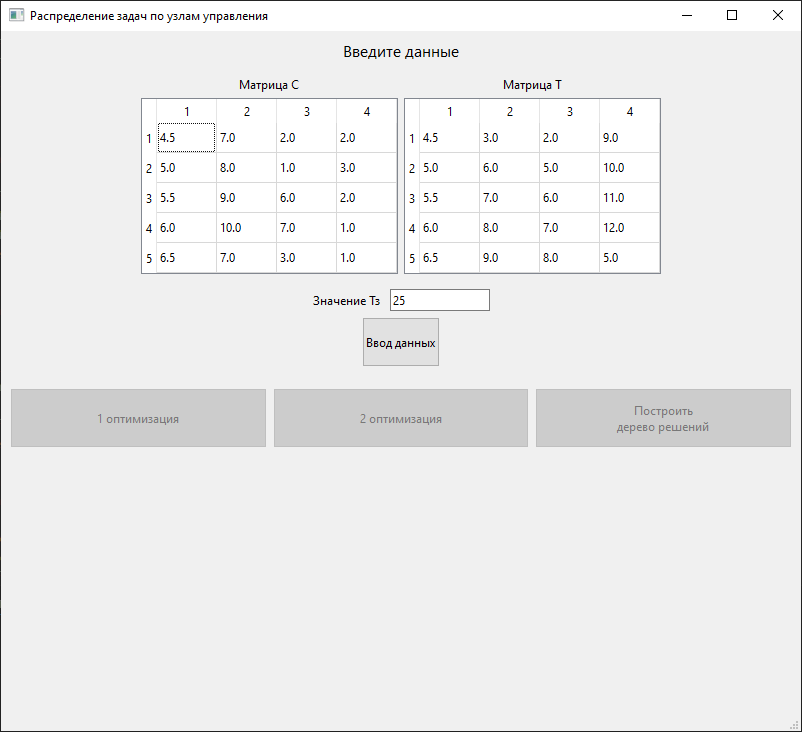 Распределение задач по узлам управления
Введите данные
Матрица С Матрица Т
1 2 3 4 1 2 3 4
1 4.5 7.0 2.0 2.0 1 4.5 3.0 2.0 9.0
2 5.0 8.0 1.0 3.0 2 5.0 6.0 5.0 10.0
3 5.5 9.0 6.0 2.0 3 5.5 7.0 6.0 11.0
4 6.0 10.0 7.0 1.0 4 6.0 8.0 7.0 12.0
5 6.5 7.0 3.0 1.0 5 6.5 9.0 8.0 5.0
Значение Тз 25
Ввод данных
1 оптимизация 2 оптимизация Построить
дерево решений